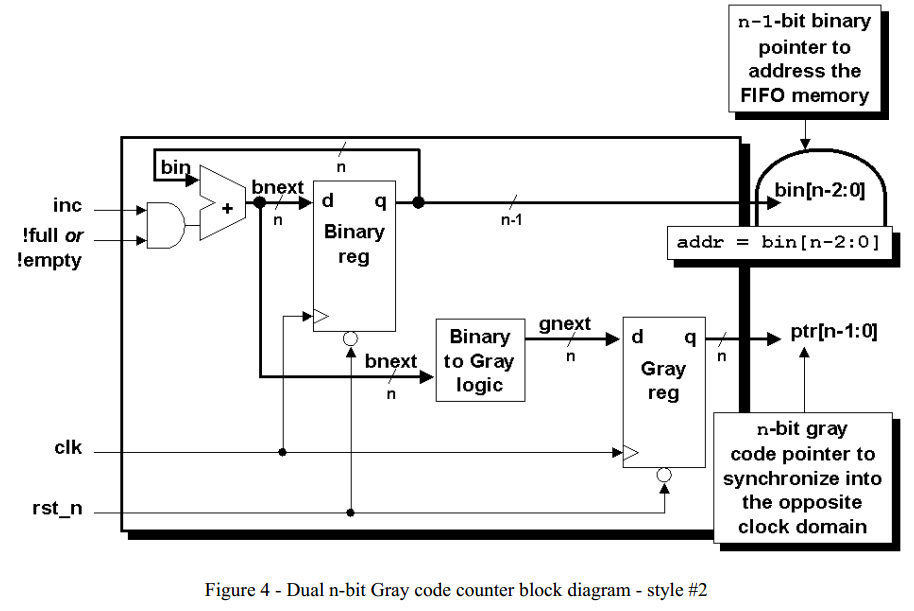 n-1-bit binary
pointer to
address the
FIFO memory
bin
n
bnext
n
d
q
n-1
bin[n-2:0]
inc
+
Binary
reg
!full or
!empty
addr = bin[n-2:0]
Binary
to Gray
logic
gnext
n
d
q
n
ptr[n-1:0]
Gray
reg
bnext
n
clk
rst_n
n-bit gray
code pointer to
synchronize into
the opposite
clock domain
Figure 4 - Dual n-bit Gray code counter block diagram - style #2